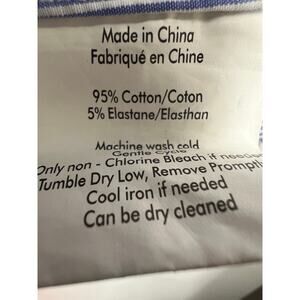 Made in China
Fabriqué en Chine
95% Cotton/Coton
5% Elastane/Elasthan
Machine wash cold
Gentle Cycle
Only non - Chlorine Bleach if needed
Tumble Dry Low, Remove Promptly
Cool iron if needed
Can be dry cleaned